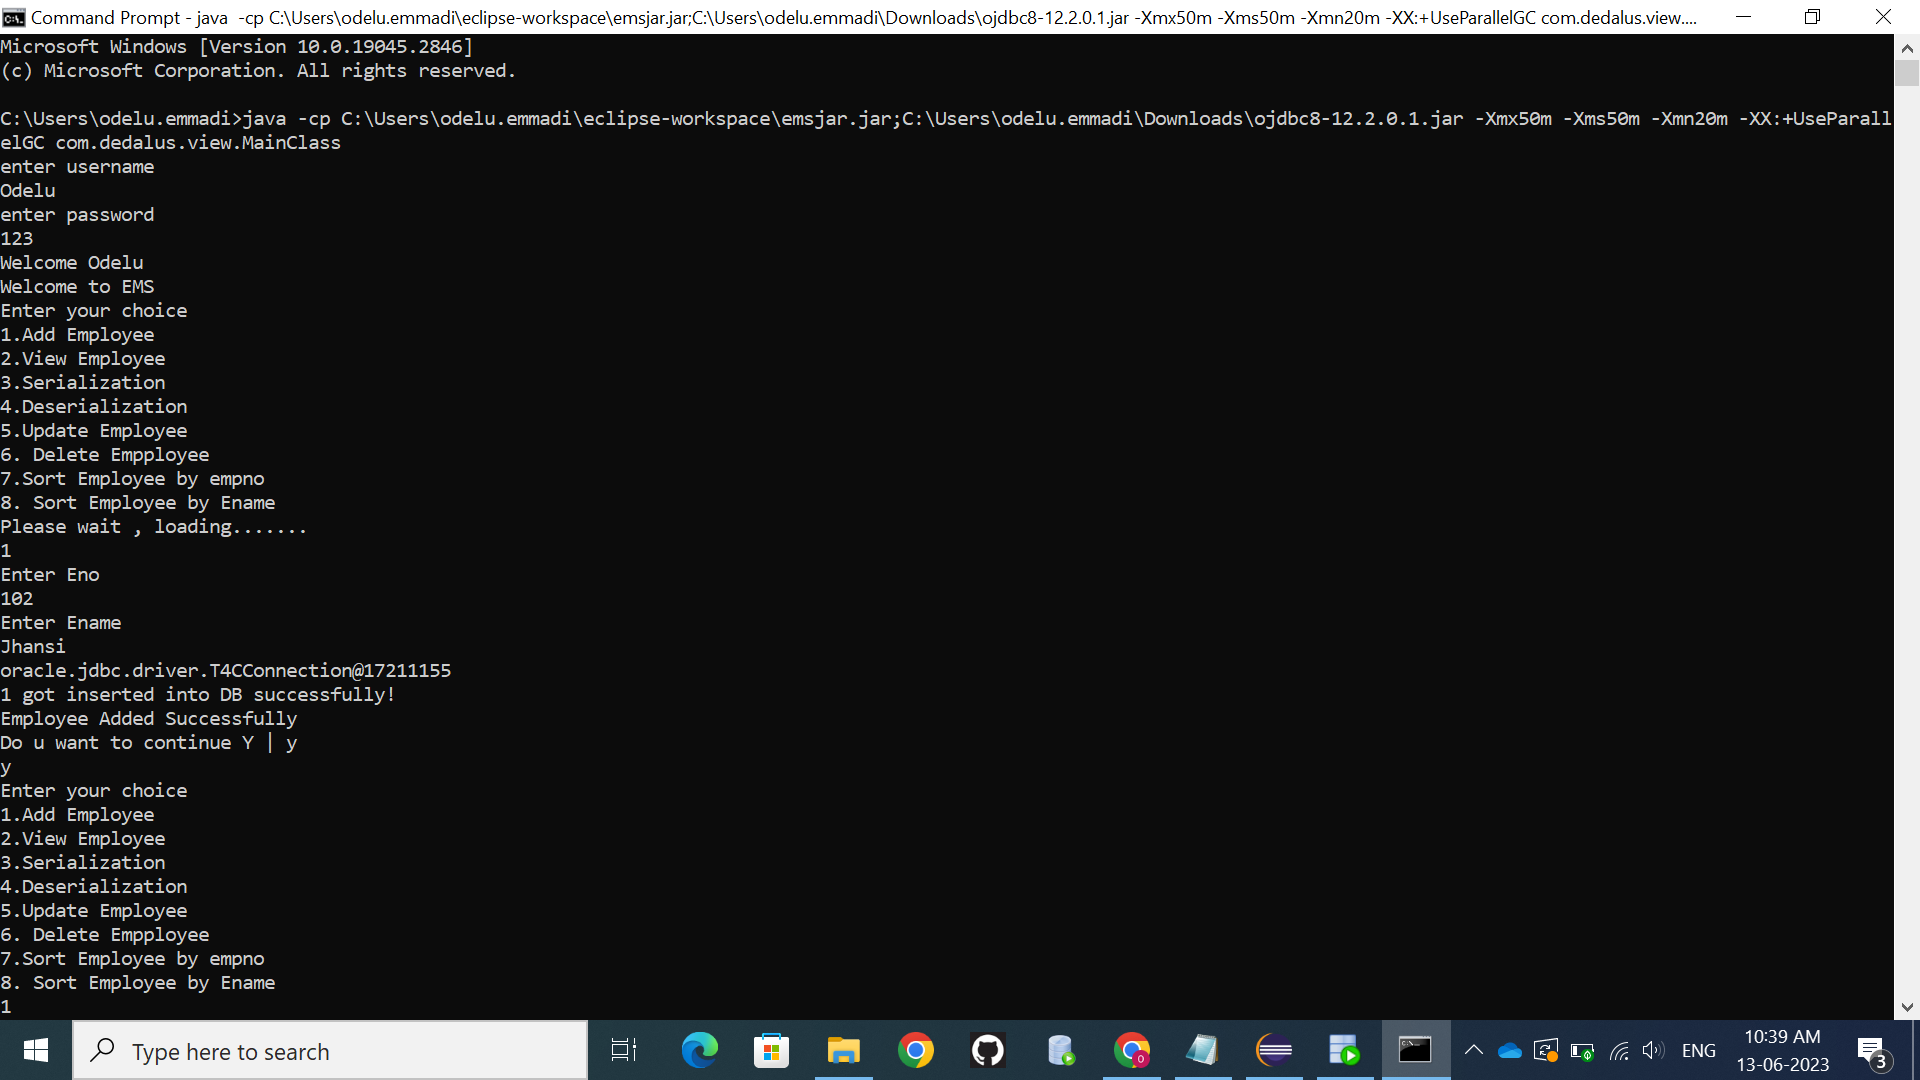 Command Prompt - java  -cp C:\Users\odelu.emmadi\eclipse-workspace\emsjar.jar;C:\Users\odelu.emmadi\Downloads\ojdbc8-12.2.0.1.jar -Xmx50m -Xms50m -Xmn20m -XX:+UseParallelGC com.dedalus.view....
Microsoft Windows [Version 10.0.19045.2846]
(c) Microsoft Corporation. All rights reserved.
C:\Users\odelu.emmadi>java -cp C:\Users\odelu.emmadi\eclipse-workspace\emsjar.jar;C:\Users\odelu.emmadi\Downloads\ojdbc8-12.2.0.1.jar -Xmx50m -Xms50m -Xmn20m -XX:+UseParall
elGC com.dedalus.view.MainClass
enter username
Odelu
enter password
123
Welcome Odelu
Welcome to EMS
Enter your choice
1.Add Employee
2.View Employee
3.Serialization
4.Deserialization
5.Update Employee
6. Delete Empployee
7.Sort Employee by empno
8. Sort Employee by Ename
Please wait , loading.......
1
Enter Eno
102
Enter Ename
Jhansi
oracle.jdbc.driver.T4CConnection@17211155
1 got inserted into DB successfully!
Employee Added Successfully
Do u want to continue Y | y
y
Enter your choice
1.Add Employee
2.View Employee
3.Serialization
4.Deserialization
5.Update Employee
6. Delete Empployee
7.Sort Employee by empno
8. Sort Employee by Ename
1
Type here to search
ENG
10:39 AM
13-06-2023
3